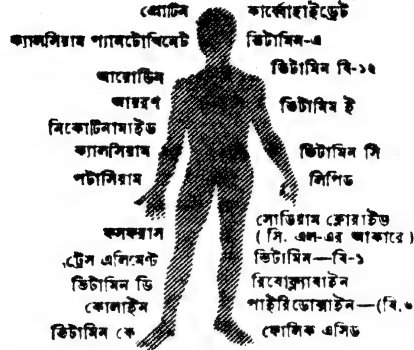 প্রোটিন
কার্বোহাইড্রেট
ক্যালসিয়াম প্যানটোথিনেট
ভিটামিন-এ
ভিটামিন বি-১২
আয়োডিন
আয়রণ
ভিটামিন ই
নিকোটিনামাইড
ক্যালসিয়াম
ভিটামিন সি
পটাসিয়াম
লিপিড
ফসফরাস
সোডিয়াম ক্লোরাইড
( সি. এল-এর আকারে )
ট্রেস এলিমেন্ট
ভিটামিন—বি-১
ভিটামিন ডি
রিবোফ্ল্যাবাইন
কোলাইন
পাইরিডোক্সাইন—(বি.৬
ভিটামিন কে
ফোলিক এসিড